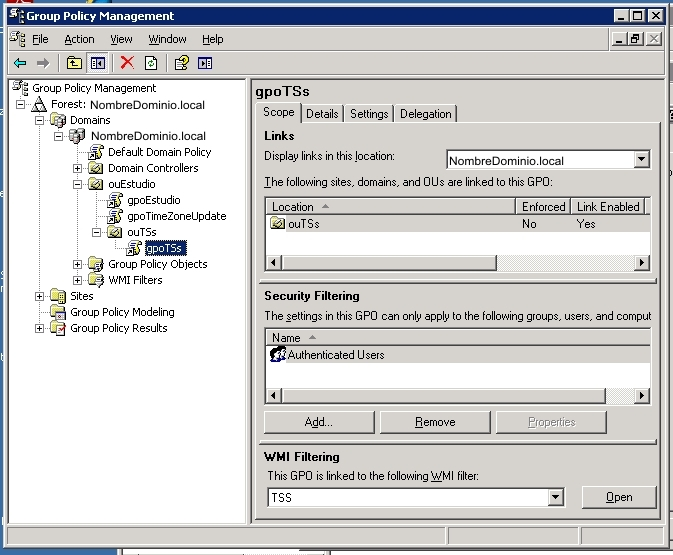 Group Policy Management
File Action View Window Help
Group Policy Management
Forest: NombreDominio.local
Domains
NombreDominio.local
Default Domain Policy
Domain Controllers
ouEstudio
gpoEstudio
gpoTimeZoneUpdate
ouTSs
gpoTSs
Group Policy Objects
WMI Filters
Sites
Group Policy Modeling
Group Policy Results
gpoTSs
Scope Details Settings Delegation
Links
Display links in this location: NombreDominio.local
The following sites, domains, and OUs are linked to this GPO:
Location Enforced Link Enabled
ouTSs No Yes
Security Filtering
The settings in this GPO can only apply to the following groups, users, and comput
Name
Authenticated Users
Add... Remove Properties
WMI Filtering
This GPO is linked to the following WMI filter:
TSS Open